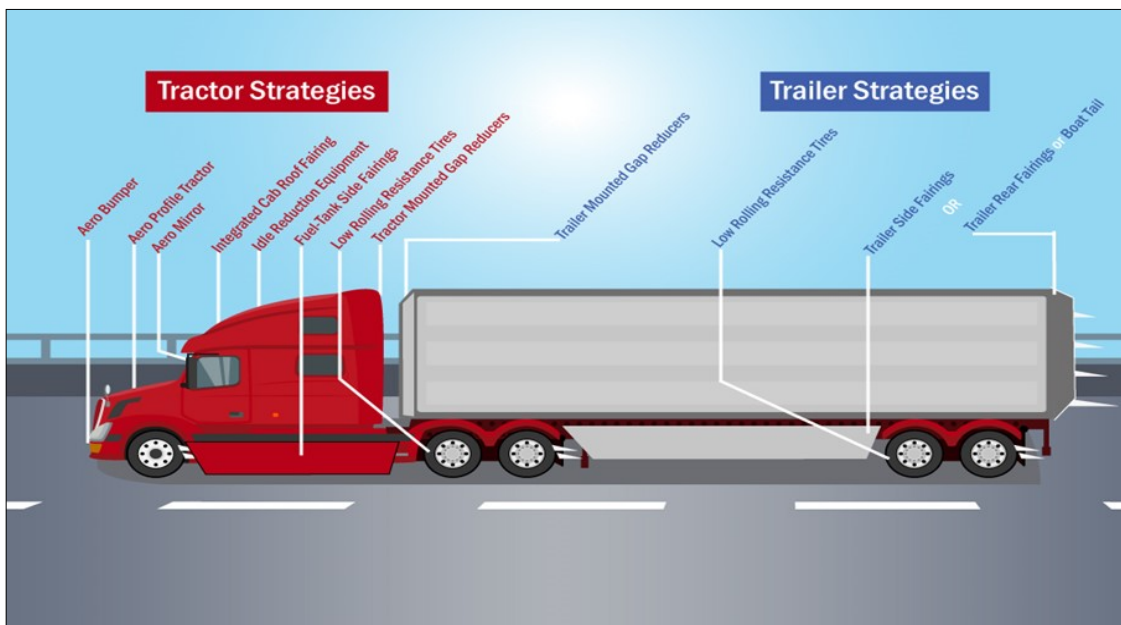 Tractor Strategies
Trailer Strategies
Aero Bumper
Aero Profile Tractor
Aero Mirror
Integrated Cab Roof Fairing
Idle Reduction Equipment
Fuel-Tank Side Fairings
Low Rolling Resistance Tires
Tractor Mounted Gap Reducers
Trailer Mounted Gap Reducers
Low Rolling Resistance Tires
Trailer Side Fairings
OR
Trailer Rear Fairings or Boat Tail